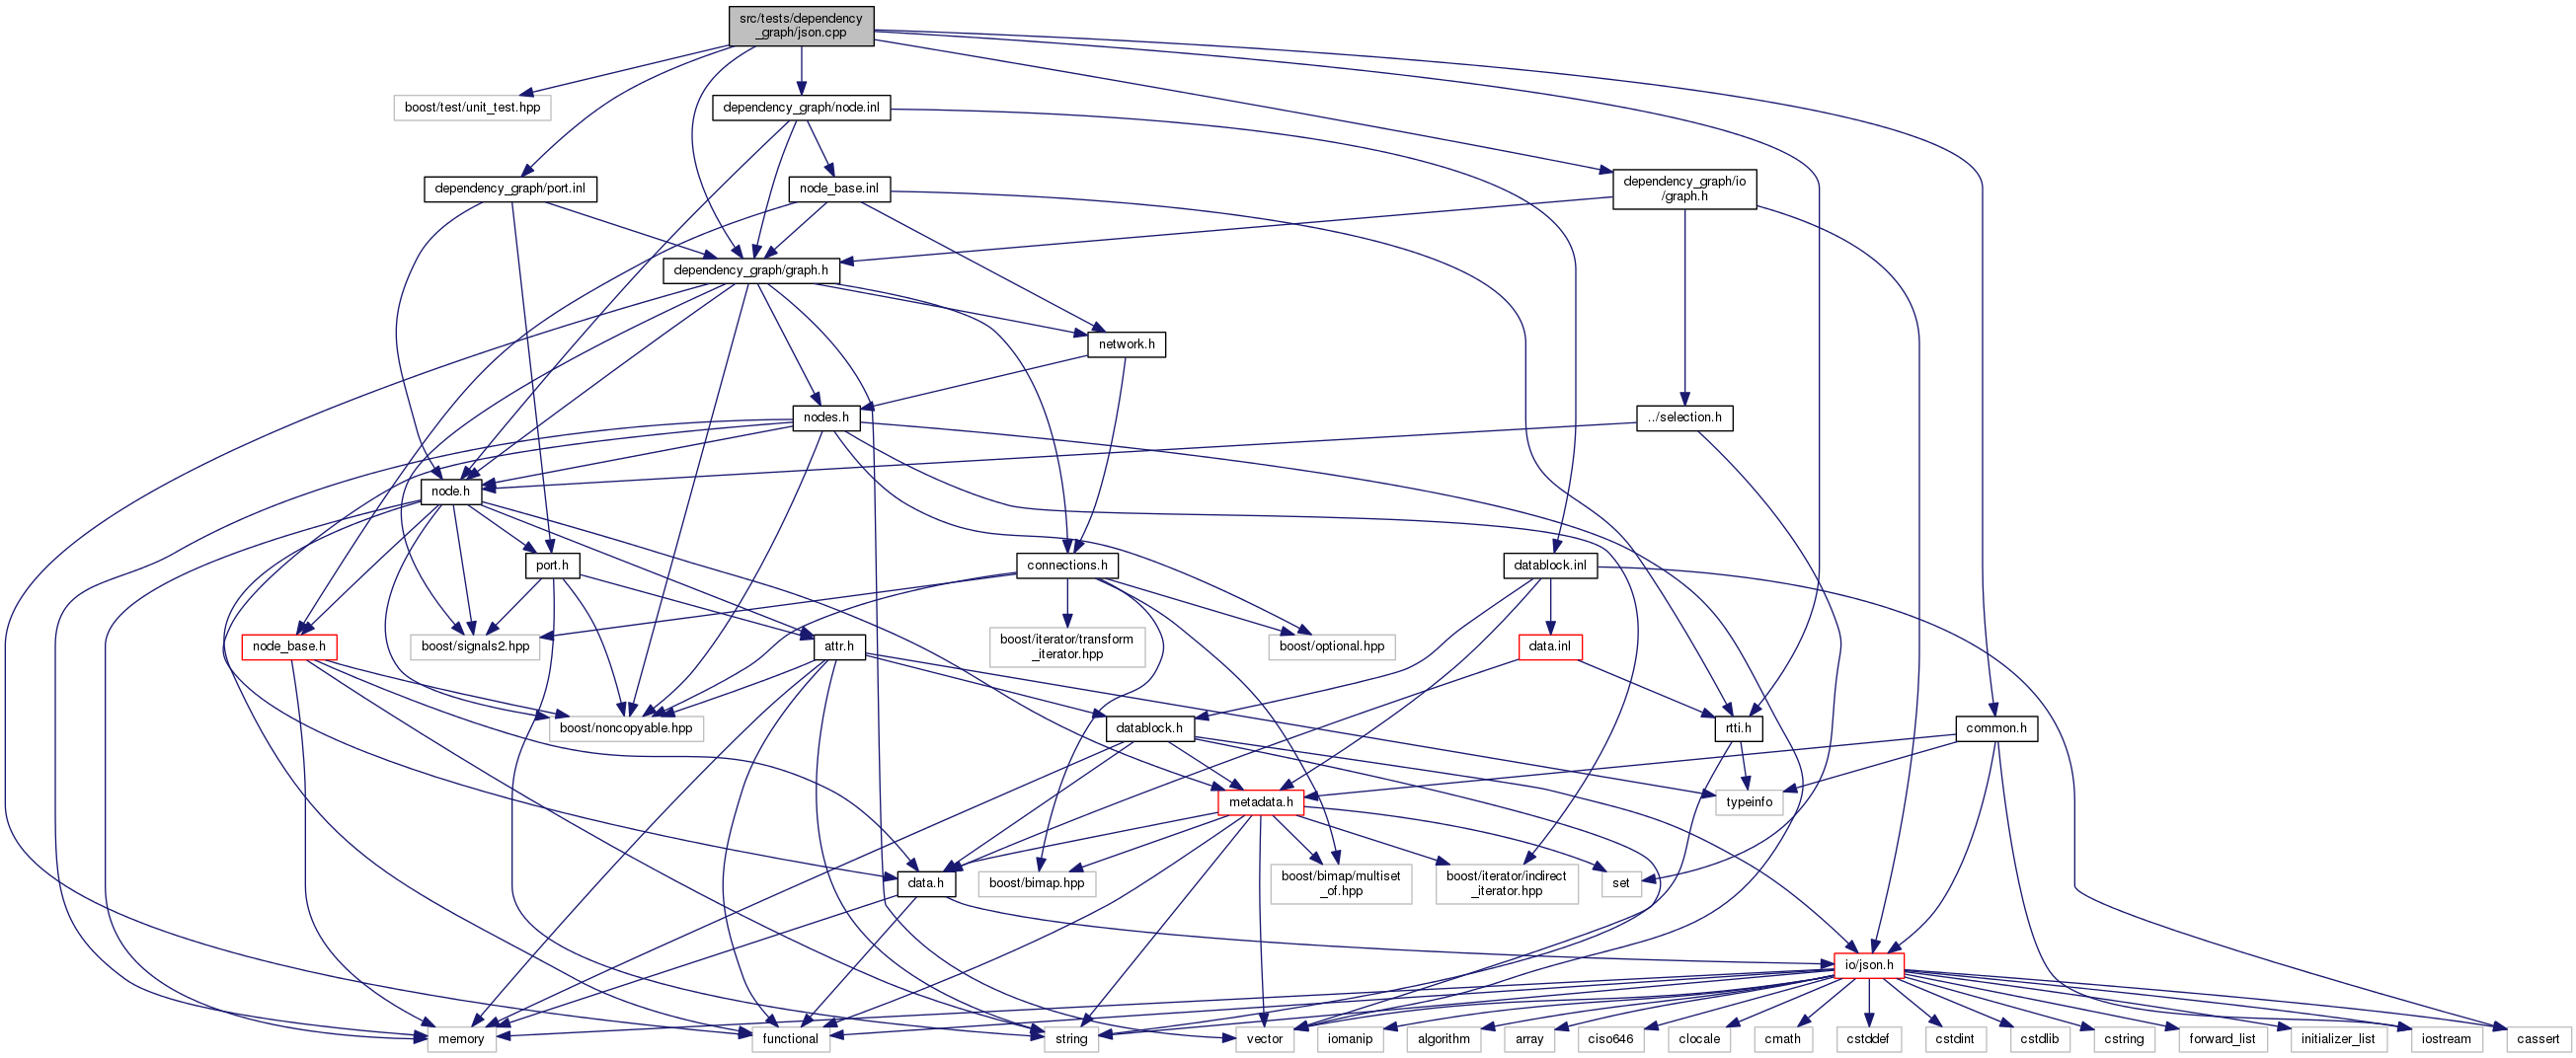 src/tests/dependency
_graph/json.cpp
boost/test/unit_test.hpp
dependency_graph/node.inl
dependency_graph/port.inl
node_base.inl
dependency_graph/io
/graph.h
dependency_graph/graph.h
network.h
nodes.h
../selection.h
node.h
port.h
connections.h
datablock.inl
node_base.h
boost/signals2.hpp
attr.h
boost/iterator/transform
_iterator.hpp
boost/optional.hpp
data.inl
boost/noncopyable.hpp
datablock.h
rtti.h
common.h
metadata.h
typeinfo
data.h
boost/bimap.hpp
boost/bimap/multiset
_of.hpp
boost/iterator/indirect
_iterator.hpp
set
io/json.h
memory
functional
string
vector
iomanip
algorithm
array
ciso646
clocale
cmath
cstddef
cstdint
cstdlib
cstring
forward_list
initializer_list
iostream
cassert